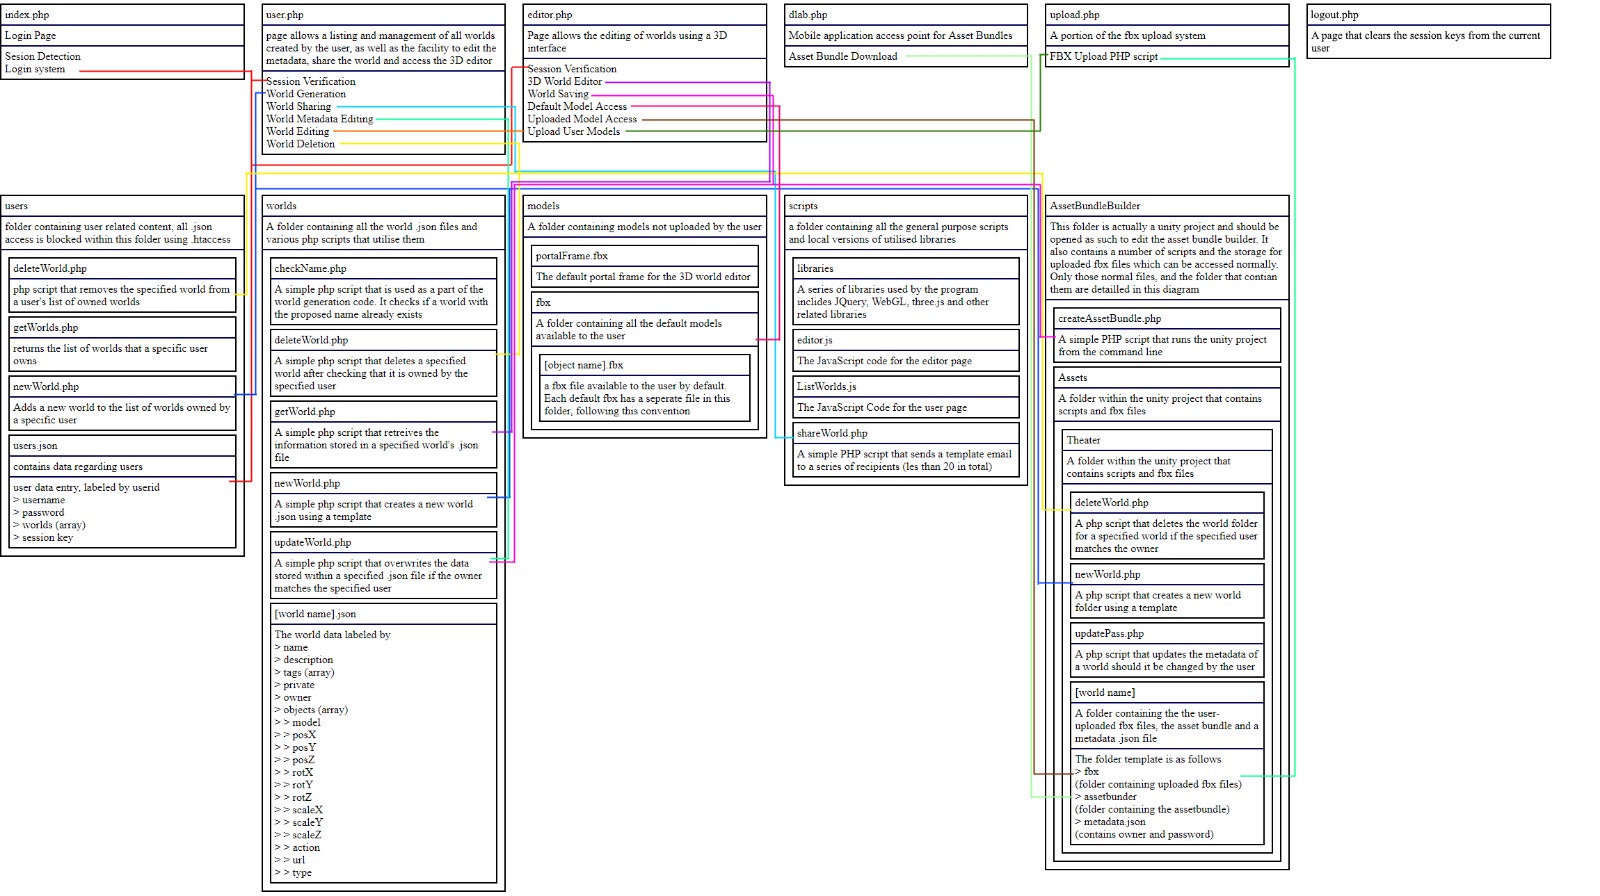 index.php
Login Page
Sesion Detection
Login system
user.php
page allows a listing and management of all worlds
created by the user, as well as the facility to edit the
metadata, share the world and access the 3D editor
Session Verification
World Generation
World Sharing
World Metadata Editing
World Editing
World Deletion
editor.php
Page allows the editing of worlds using a 3D
interface
Session Verification
3D World Editor
World Saving
Default Model Access
Uploaded Model Access
Upload User Models
dlab.php
Mobile application access point for Asset Bundles
Asset Bundle Download
upload.php
A portion of the fbx upload system
FBX Upload PHP script
logout.php
A page that clears the session keys from the current
user
users
folder containing user related content, all .json
access is blocked within this folder using .htaccess
deleteWorld.php
php script that removes the specified world from
a user's list of owned worlds
getWorlds.php
returns the list of worlds that a specific user
owns
newWorld.php
Adds a new world to the list of worlds owned by
a specific user
users.json
contains data regarding users
user data entry, labeled by userid
> username
> password
> worlds (array)
> session key
worlds
A folder containing all the world .json files and
various php scripts that utilise them
checkName.php
A simple php script that is used as a part of the
world generation code. It checks if a world with
the proposed name already exists
deleteWorld.php
A simple php script that deletes a specified
world after checking that it is owned by the
specified user
getWorld.php
A simple php script that retreives the
information stored in a specified world's .json
file
newWorld.php
A simple php script that creates a new world
.json using a template
updateWorld.php
A simple php script that overwrites the data
stored within a specified .json file if the owner
matches the specified user
[world name].json
The world data labeled by
> name
> description
> tags (array)
> private
> owner
> objects (array)
> > model
> > posX
> > posY
> > posZ
> > rotX
> > rotY
> > rotZ
> > scaleX
> > scaleY
> > scaleZ
> > action
> > url
> > type
models
A folder containing models not uploaded by the user
portalFrame.fbx
The default portal frame for the 3D world editor
fbx
A folder containing all the default models
available to the user
[object name].fbx
a fbx file available to the user by default.
Each default fbx has a seperate file in this
folder, following this convention
scripts
a folder containing all the general purpose scripts
and local versions of utilised libraries
libraries
A series of libraries used by the program
includes JQuery, WebGL, three.js and other
related libraries
editor.js
The JavaScript code for the editor page
ListWorlds.js
The JavaScript Code for the user page
shareWorld.php
A simple PHP script that sends a template email
to a series of recipients (les than 20 in total)
AssetBundleBuilder
This folder is actually a unity project and should be
opened as such to edit the asset bundle builder. It
also contains a number of scripts and the storage for
uploaded fbx files which can be accessed normally.
Only those normal files, and the folder that contian
them are detailled in this diagram
createAssetBundle.php
A simple PHP script that runs the unity project
from the command line
Assets
A folder within the unity project that contains
scripts and fbx files
Theater
A folder within the unity project that
contains scripts and fbx files
deleteWorld.php
A php script that deletes the world folder
for a specified world if the specified user
matches the owner
newWorld.php
A php script that creates a new world
folder using a template
updatePass.php
A php script that updates the metadata of
a world should it be changed by the user
[world name]
A folder containing the the user-
uploaded fbx files, the asset bundle and a
metadata .json file
The folder template is as follows
> fbx
(folder containing uploaded fbx files)
> assetbunder
(folder containing the assetbundle)
> metadata.json
(contains owner and password)